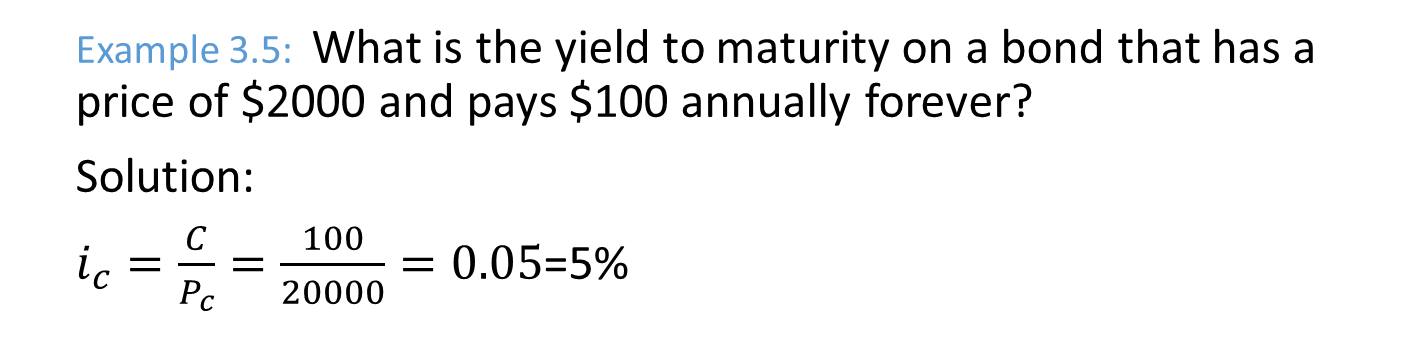 Example 3.5: What is the yield to maturity on a bond that has a
price of $2000 and pays $100 annually forever?
Solution:
i_c = C/P_C = 100/20000 = 0.05=5%